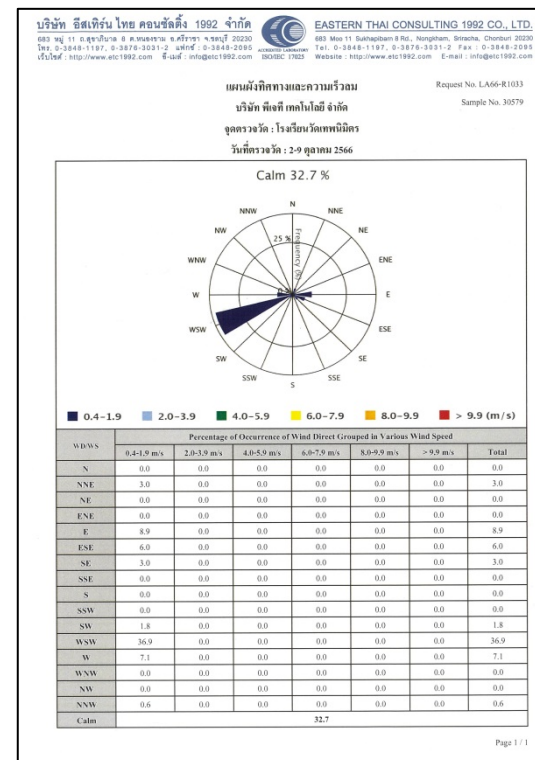 บริษัท อีสเทิร์น ไทย คอนซัลติ้ง 1992 จำกัด
683 หมู่ 11 ถ.สุขาภิบาล 8 ต.หนองขาม อ.ศรีราชา จ.ชลบุรี 20230
โทร. 0-3848-1197, 0-3876-3031-2 แฟกซ์ : 0-3848-2095
เว็บไซต์ : http://www.etc1992.com อี-เมล์ : info@etc1992.com
ACCREDITED LABORATORY
ISO/IEC 17025
EASTERN THAI CONSULTING 1992 CO., LTD.
683 Moo 11 Sukhapibarn 8 Rd., Nongkham, Sriracha, Chonburi 20230
Tel. 0-3848-1197, 0-3876-3031-2 Fax : 0-3848-2095
Website : http://www.etc1992.com E-mail : info@etc1992.com
แผนผังทิศทางและความเร็วลม
Request No. LA66-R1033
บริษัท พีเจที เทคโนโลยี จำกัด
Sample No. 30579
จุดตรวจวัด : โรงเรียนวัดเทพนิมิตร
วันที่ตรวจวัด : 2-9 ตุลาคม 2566
Calm 32.7 %
N
NNW NNE
NW NE
25 %
Frequency (%)
WNW ENE
W E
WSW ESE
SW SE
SSW SSE
S
0.4-1.9 2.0-3.9 4.0-5.9 6.0-7.9 8.0-9.9 > 9.9 (m/s)
WD/WS Percentage of Occurrence of Wind Direct Grouped in Various Wind Speed
0.4-1.9 m/s 2.0-3.9 m/s 4.0-5.9 m/s 6.0-7.9 m/s 8.0-9.9 m/s > 9.9 m/s Total
N 0.0 0.0 0.0 0.0 0.0 0.0 0.0
NNE 3.0 0.0 0.0 0.0 0.0 0.0 3.0
NE 0.0 0.0 0.0 0.0 0.0 0.0 0.0
ENE 0.0 0.0 0.0 0.0 0.0 0.0 0.0
E 8.9 0.0 0.0 0.0 0.0 0.0 8.9
ESE 6.0 0.0 0.0 0.0 0.0 0.0 6.0
SE 3.0 0.0 0.0 0.0 0.0 0.0 3.0
SSE 0.0 0.0 0.0 0.0 0.0 0.0 0.0
S 0.0 0.0 0.0 0.0 0.0 0.0 0.0
SSW 0.0 0.0 0.0 0.0 0.0 0.0 0.0
SW 1.8 0.0 0.0 0.0 0.0 0.0 1.8
WSW 36.9 0.0 0.0 0.0 0.0 0.0 36.9
W 7.1 0.0 0.0 0.0 0.0 0.0 7.1
WNW 0.0 0.0 0.0 0.0 0.0 0.0 0.0
NW 0.0 0.0 0.0 0.0 0.0 0.0 0.0
NNW 0.6 0.0 0.0 0.0 0.0 0.0 0.6
Calm 32.7
Page 1 / 1